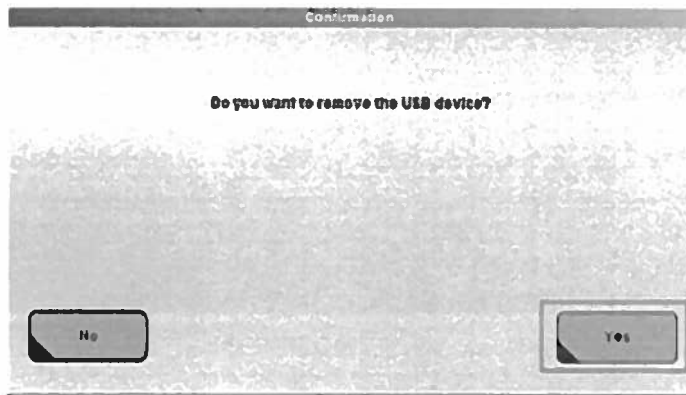 Confirmation
Do you want to remove the USB device?
No
Yes